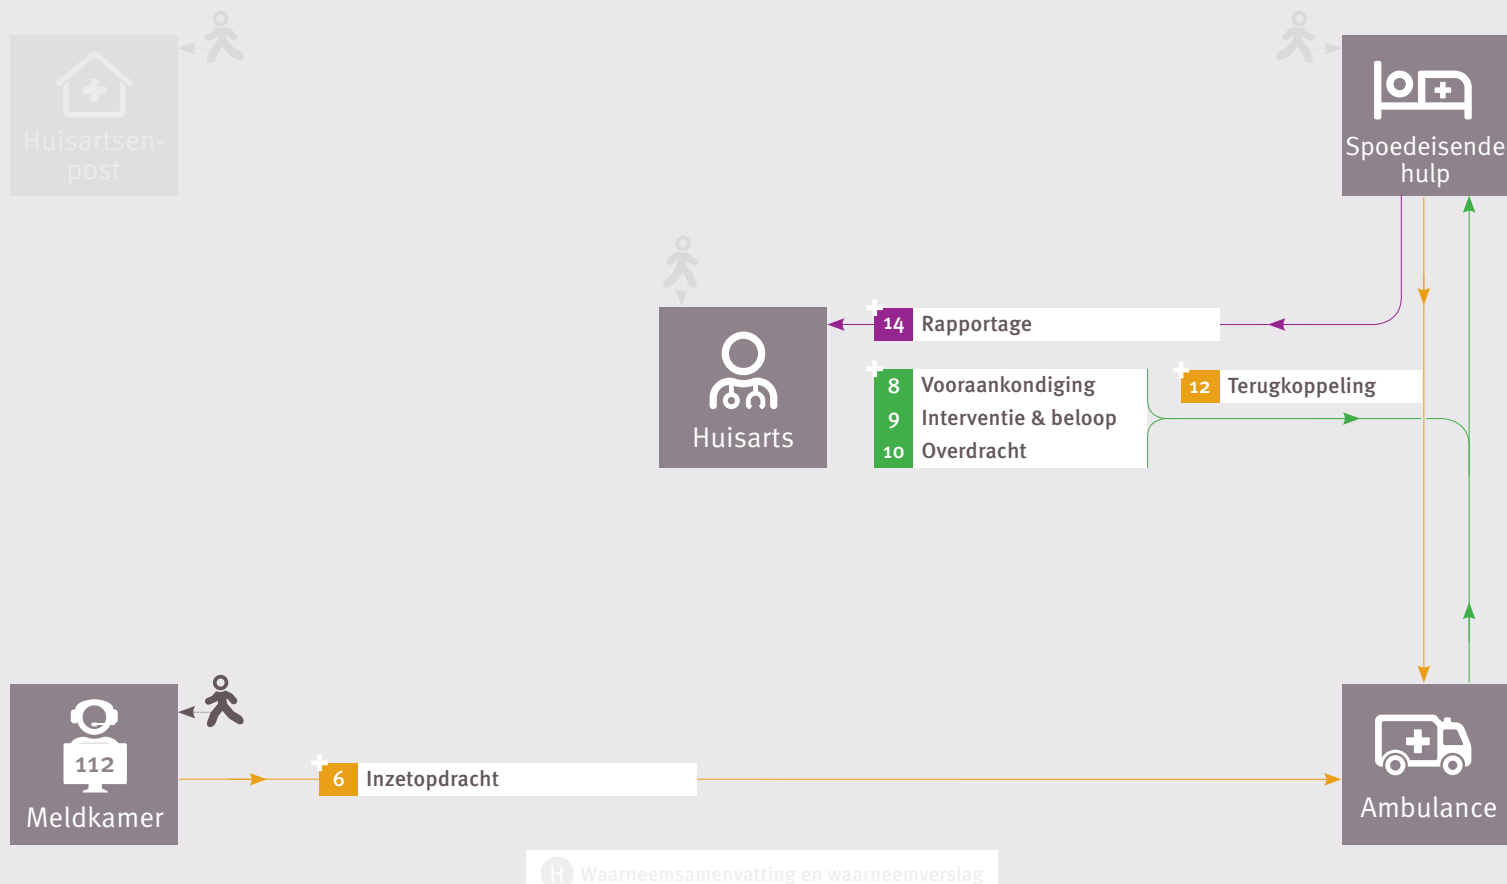 Huisartsen-
post
Spoedeisende
hulp
14 Rapportage
Huisarts
8 Vooraankondiging
9 Interventie & beloop
10 Overdracht
12 Terugkoppeling
112
Meldkamer
6 Inzetopdracht
Ambulance
H Waarneemsamenvatting en waarneemverslag